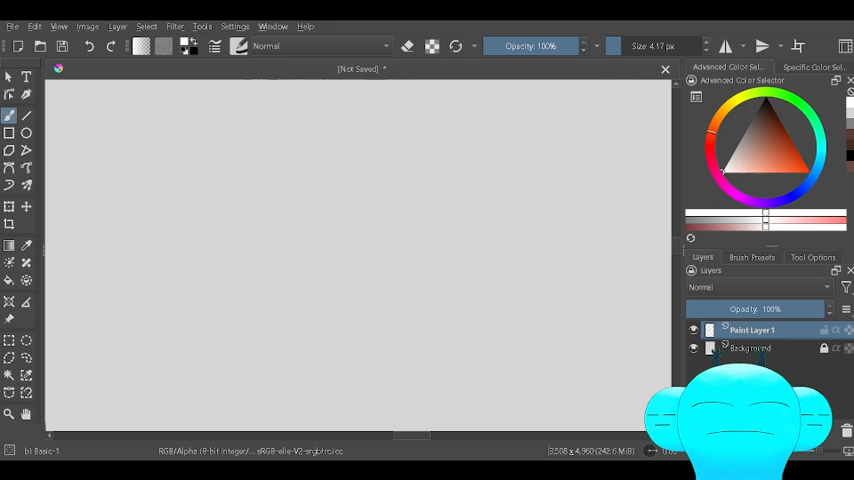 File Edit View Image Layer Select Filter Tools Settings Window Help
Normal Opacity: 100% Size: 4.17 px
[Not Saved] *
Advanced Color Sel... Specific Color Sel...
Advanced Color Selector
Layers Brush Presets Tool Options
Layers
Normal
Opacity: 100%
Paint Layer 1
Background
b) Basic-1 RGB/Alpha (8-bit integer/... sRGB-elle-V2-srgbtrc.icc 3,508 x 4,960 (242.6 MiB)